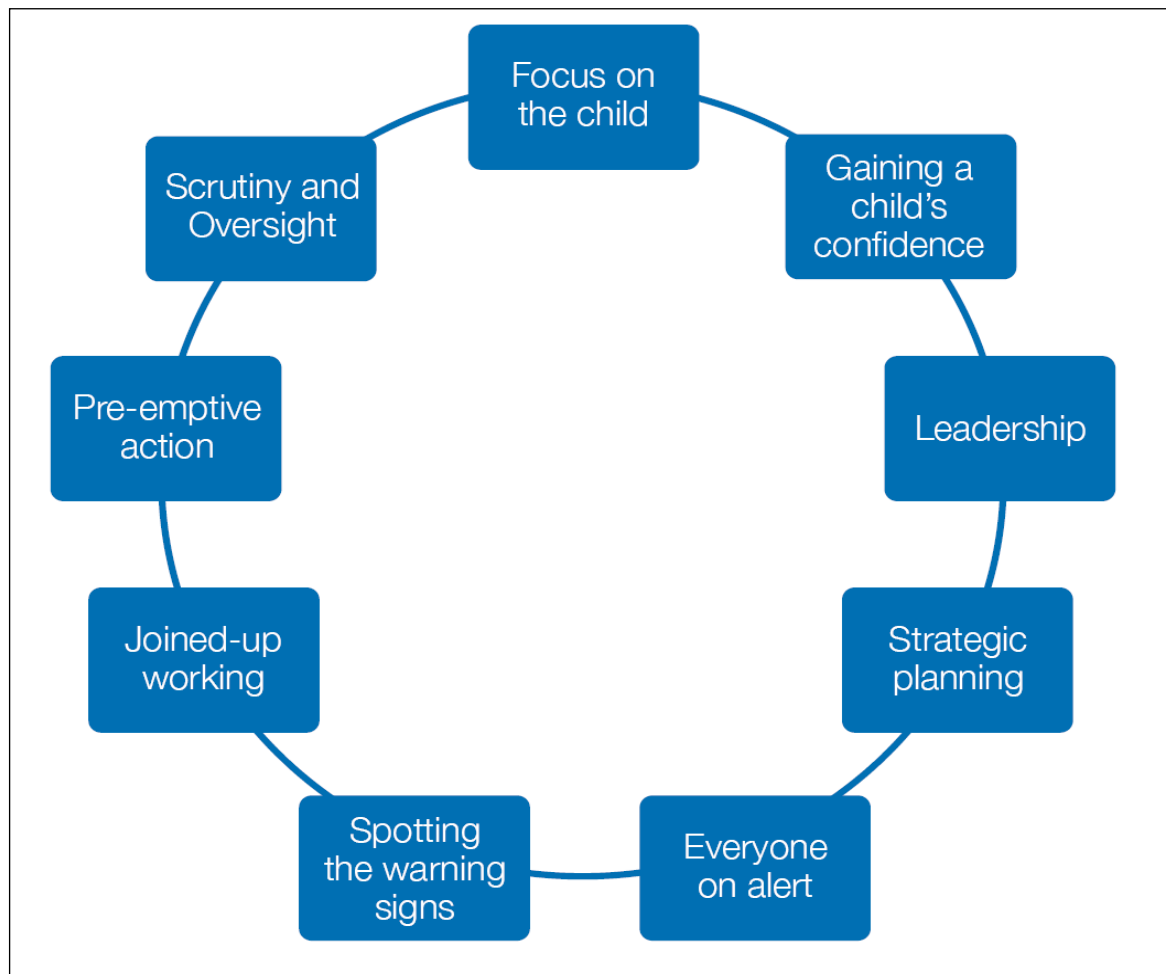 Focus on
the child
Gaining a
child’s
confidence
Leadership
Strategic
planning
Everyone
on alert
Spotting
the warning
signs
Joined-up
working
Pre-emptive
action
Scrutiny and
Oversight